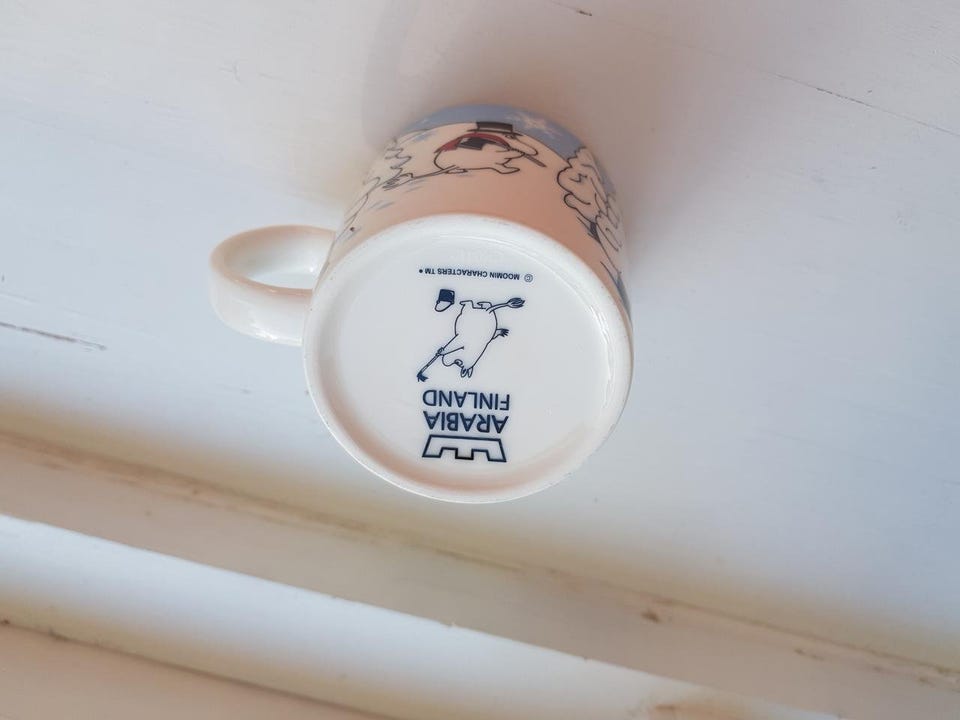 ARABIA
FINLAND
© MOOMIN CHARACTERS TM